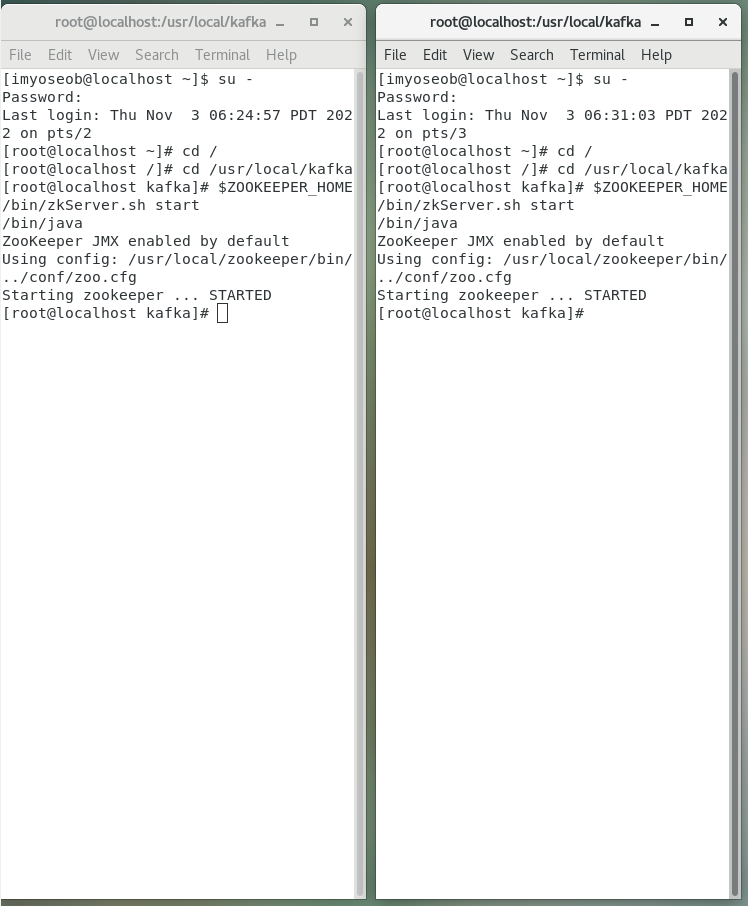 root@localhost:/usr/local/kafka
File Edit View Search Terminal Help
[imyoseob@localhost ~]$ su -
Password:
Last login: Thu Nov  3 06:24:57 PDT 202
2 on pts/2
[root@localhost ~]# cd /
[root@localhost /]# cd /usr/local/kafka
[root@localhost kafka]# $ZOOKEEPER_HOME
/bin/zkServer.sh start
/bin/java
ZooKeeper JMX enabled by default
Using config: /usr/local/zookeeper/bin/
../conf/zoo.cfg
Starting zookeeper ... STARTED
[root@localhost kafka]#
root@localhost:/usr/local/kafka
File Edit View Search Terminal Help
[imyoseob@localhost ~]$ su -
Password:
Last login: Thu Nov  3 06:31:03 PDT 202
2 on pts/3
[root@localhost ~]# cd /
[root@localhost /]# cd /usr/local/kafka
[root@localhost kafka]# $ZOOKEEPER_HOME
/bin/zkServer.sh start
/bin/java
ZooKeeper JMX enabled by default
Using config: /usr/local/zookeeper/bin/
../conf/zoo.cfg
Starting zookeeper ... STARTED
[root@localhost kafka]#